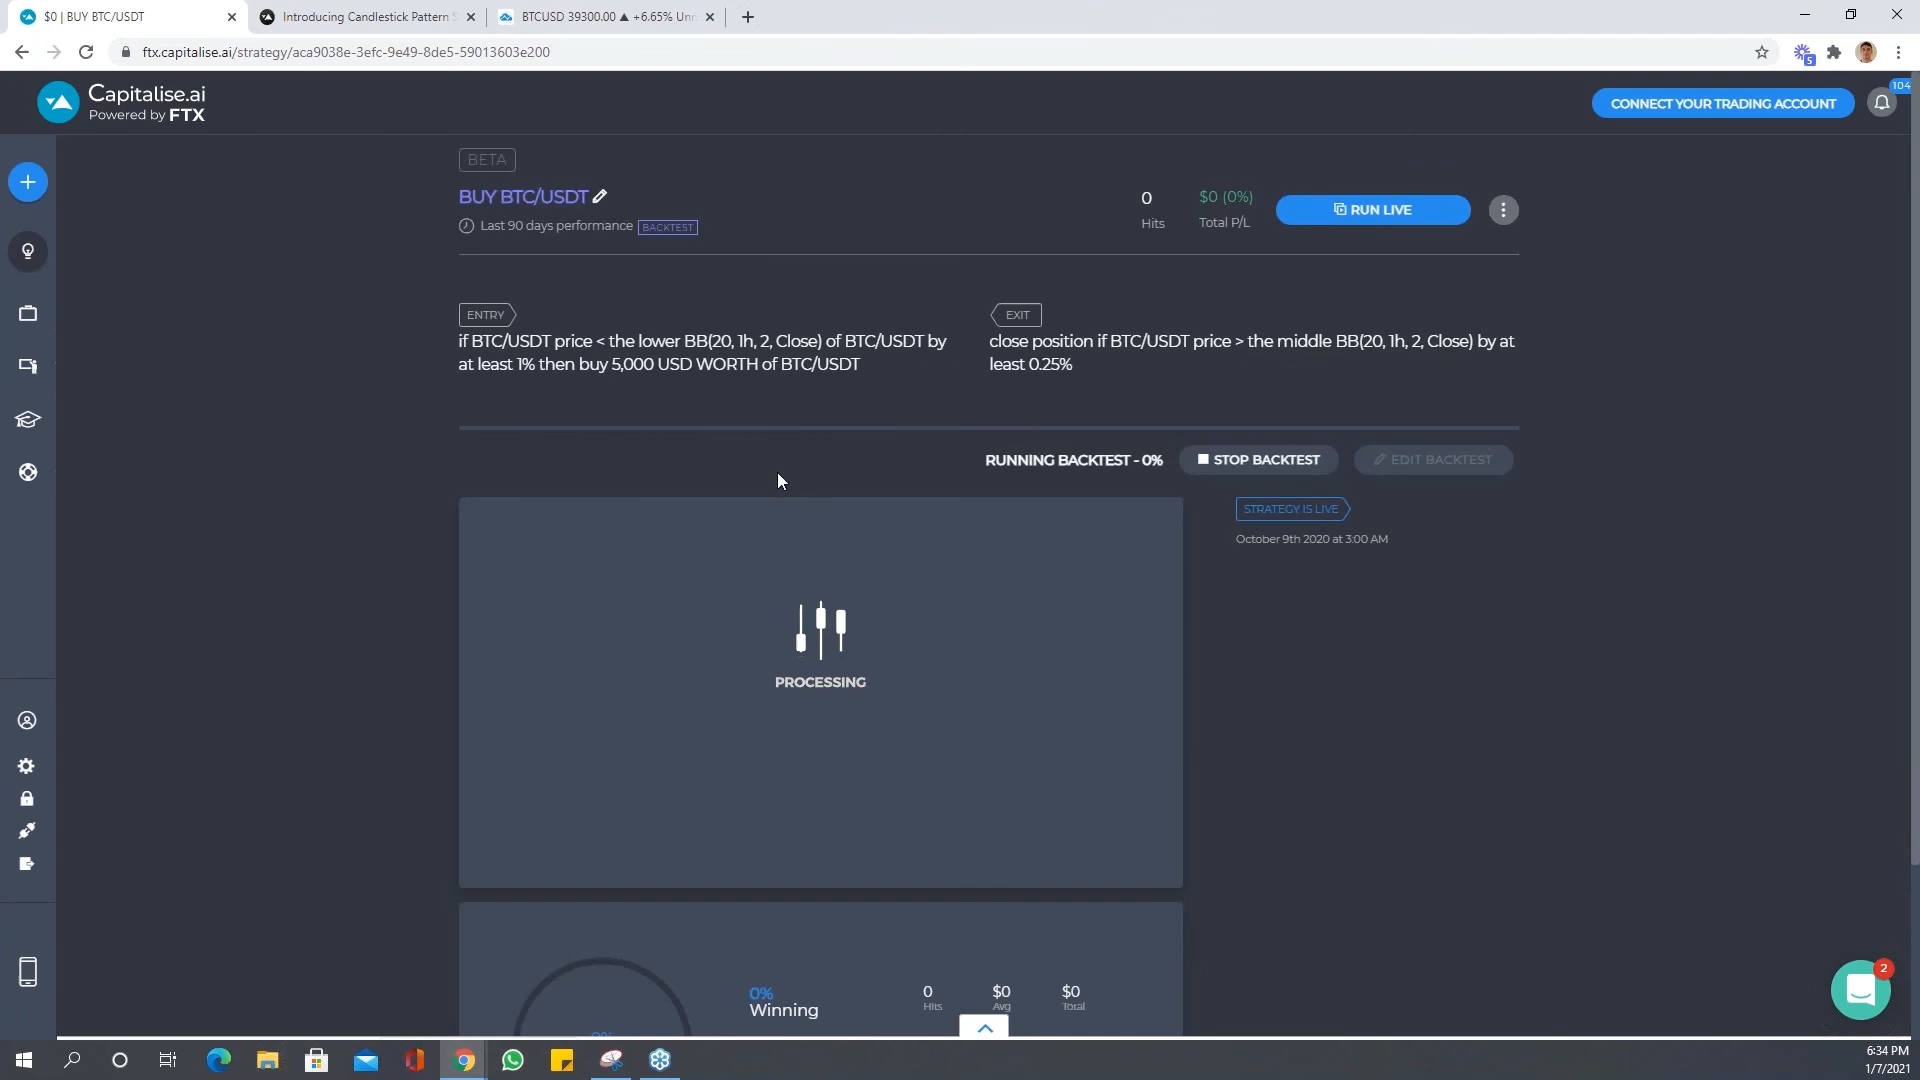 $0 | BUY BTC/USDT
Introducing Candlestick Pattern S
BTCUSD 39300.00 ▲ +6.65% Un
ftx.capitalise.ai/strategy/aca9038e-3efc-9e49-8de5-59013603e200
5
Capitalise.ai
Powered by FTX
CONNECT YOUR TRADING ACCOUNT
104
BETA
BUY BTC/USDT
Last 90 days performance BACKTEST
0
Hits
$0 (0%)
Total P/L
RUN LIVE
ENTRY
if BTC/USDT price < the lower BB(20, 1h, 2, Close) of BTC/USDT by
at least 1% then buy 5,000 USD WORTH of BTC/USDT
EXIT
close position if BTC/USDT price > the middle BB(20, 1h, 2, Close) by at
least 0.25%
RUNNING BACKTEST - 0%
STOP BACKTEST
EDIT BACKTEST
STRATEGY IS LIVE
October 9th 2020 at 3:00 AM
PROCESSING
0%
Winning
0
Hits
$0
Avg
$0
Total
0%
2
6:34 PM
1/7/2021